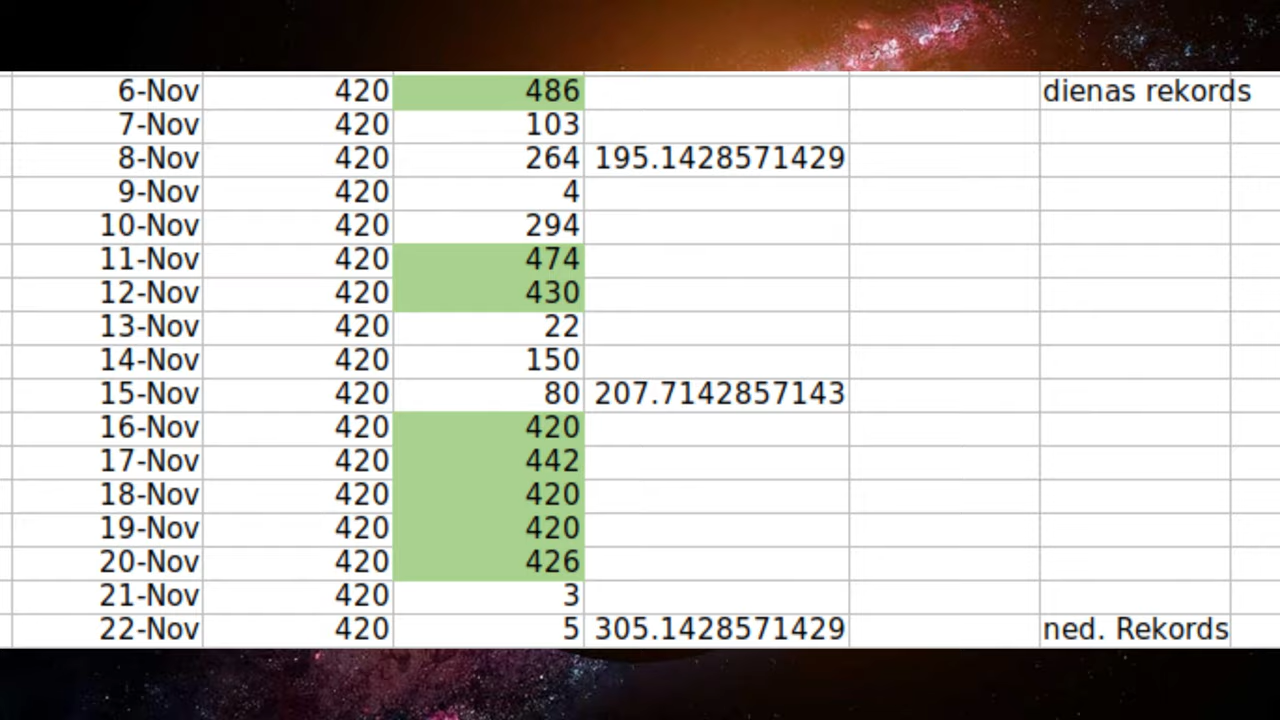 6-Nov 420 486 dienas rekords
7-Nov 420 103
8-Nov 420 264 195.1428571429
9-Nov 420 4
10-Nov 420 294
11-Nov 420 474
12-Nov 420 430
13-Nov 420 22
14-Nov 420 150
15-Nov 420 80 207.7142857143
16-Nov 420 420
17-Nov 420 442
18-Nov 420 420
19-Nov 420 420
20-Nov 420 426
21-Nov 420 3
22-Nov 420 5 305.1428571429 ned. Rekords